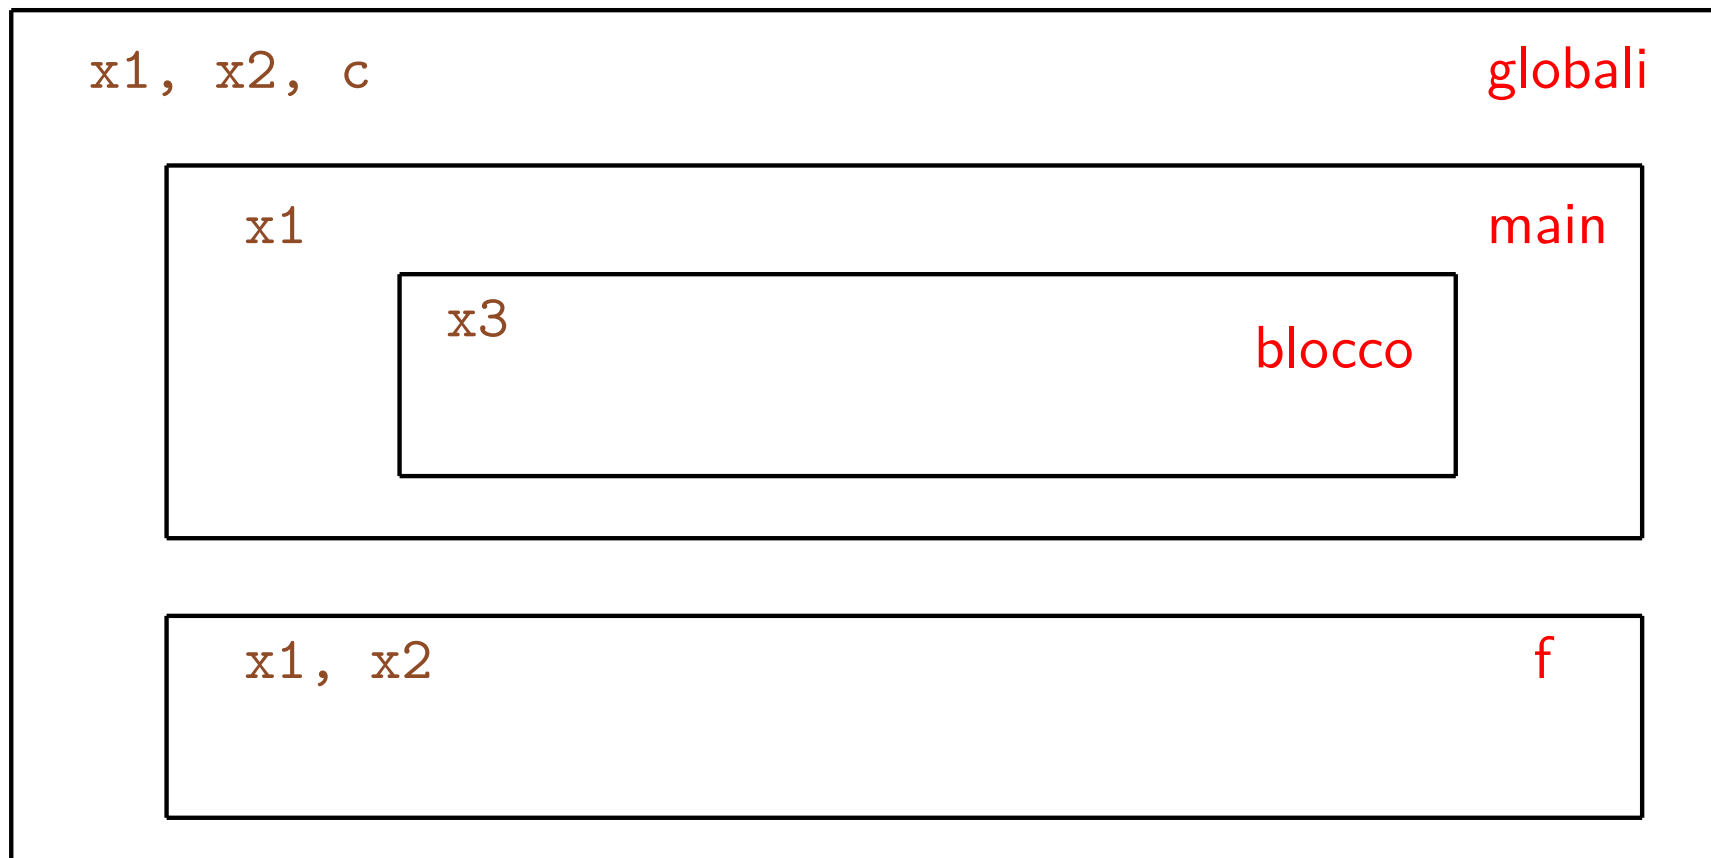 x1, x2, c globali
x1 main
x3 blocco
x1, x2 f